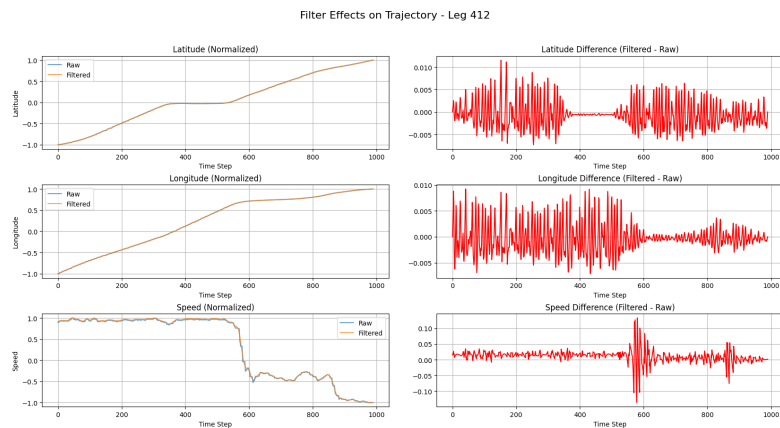 Filter Effects on Trajectory - Leg 412
Latitude (Normalized)
Latitude
1.0
0.5
0.0
−0.5
−1.0
Raw
Filtered
0 200 400 600 800 1000
Time Step
Latitude Difference (Filtered - Raw)
0.010
0.005
0.000
−0.005
0 200 400 600 800 1000
Time Step
Longitude (Normalized)
Longitude
1.0
0.5
0.0
−0.5
−1.0
Raw
Filtered
0 200 400 600 800 1000
Time Step
Longitude Difference (Filtered - Raw)
0.010
0.005
0.000
−0.005
0 200 400 600 800 1000
Time Step
Speed (Normalized)
Speed
1.0
0.5
0.0
−0.5
−1.0
Raw
Filtered
0 200 400 600 800 1000
Time Step
Speed Difference (Filtered - Raw)
0.10
0.05
0.00
−0.05
−0.10
0 200 400 600 800 1000
Time Step